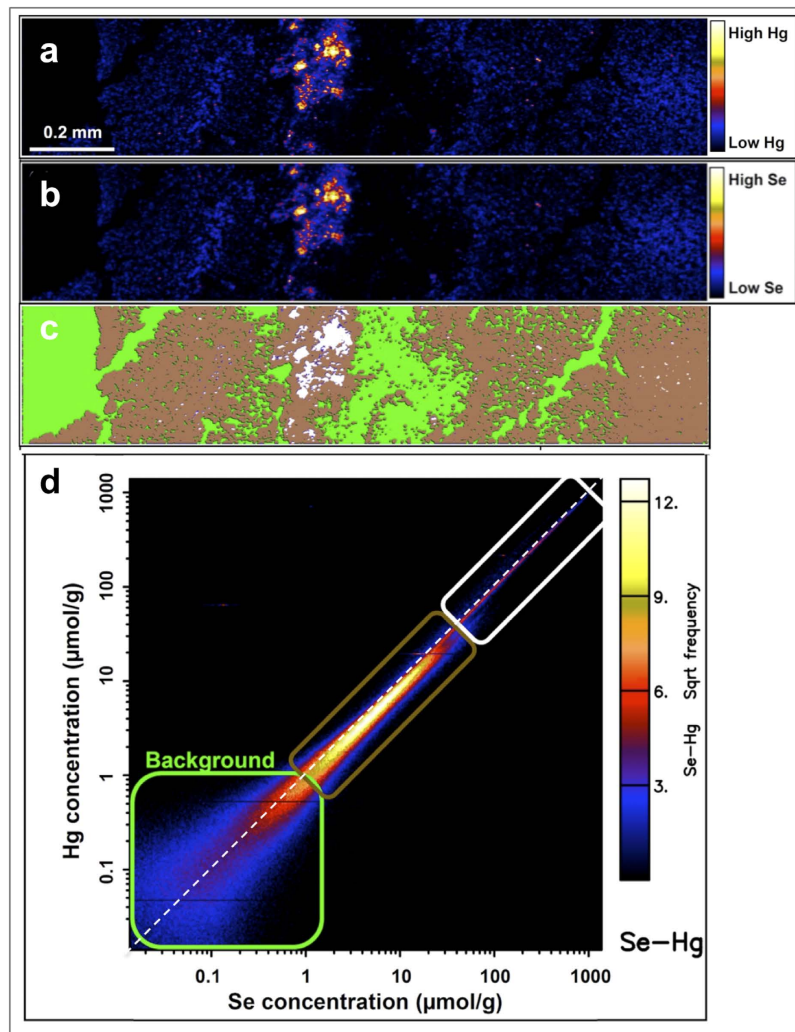 a
High Hg
0.2 mm
Low Hg
b
High Se
Low Se
c
d
1000
100
10
1
0.1
Hg concentration (µmol/g)
Background
0.1 1 10 100 1000
Se concentration (µmol/g)
12.
9.
6.
3.
Se-Hg Sqrt frequency
Se-Hg